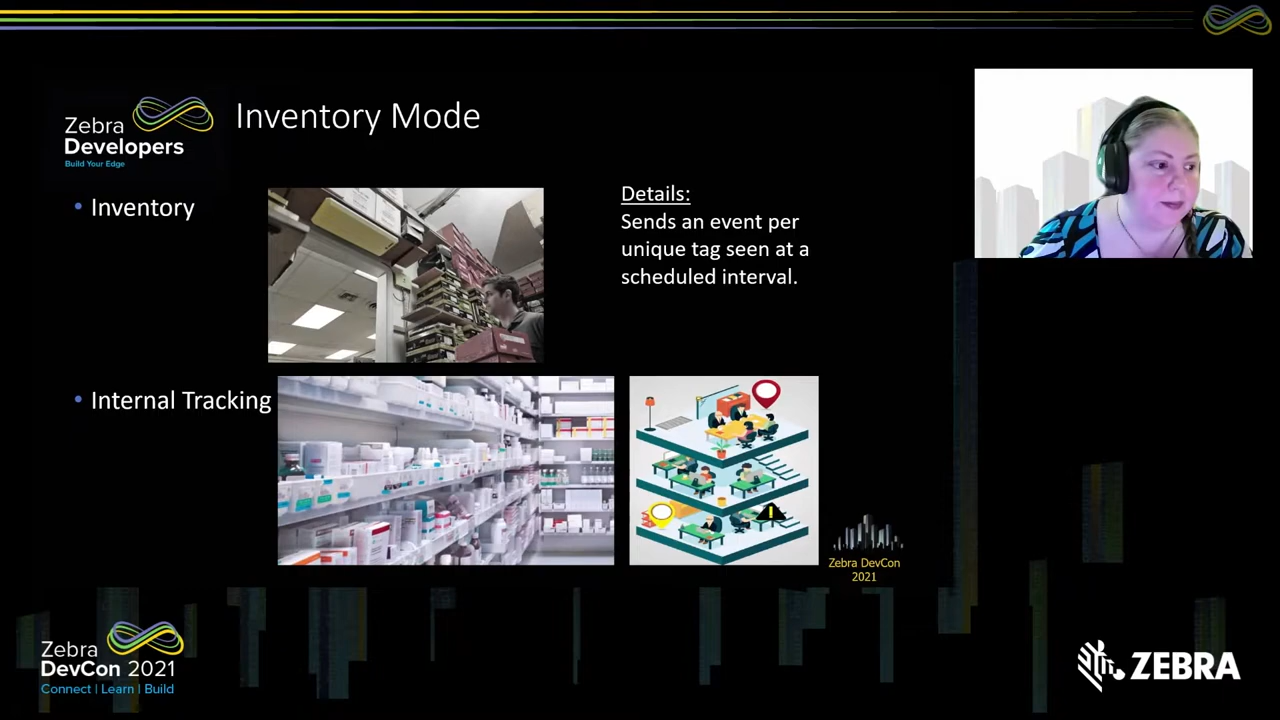 Zebra
Developers
Build Your Edge
Inventory Mode
• Inventory
Details:
Sends an event per
unique tag seen at a
scheduled interval.
• Internal Tracking
Zebra DevCon
2021
Zebra
DevCon 2021
Connect | Learn | Build
ZEBRA